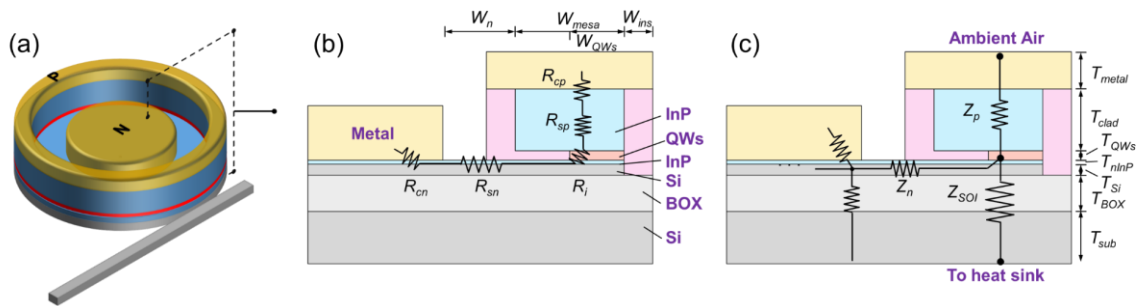 (a)
P
N
(b)
W_n
W_mesa
W_ins
W_QWs
R_cp
R_sp
Metal
InP
QWs
InP
Si
BOX
Si
R_cn
R_sn
R_i
(c)
Ambient Air
Z_p
Z_n
Z_SOI
To heat sink
T_metal
T_clad
T_QWs
T_nInP
T_Si
T_BOX
T_sub